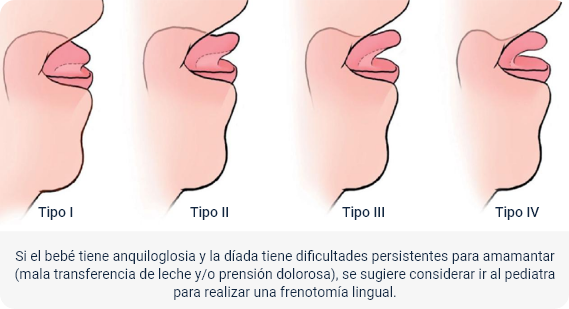 Tipo I
Tipo II
Tipo III
Tipo IV
Si el bebé tiene anquiloglosia y la díada tiene dificultades persistentes para amamantar
(mala transferencia de leche y/o prensión dolorosa), se sugiere considerar ir al pediatra
para realizar una frenotomía lingual.